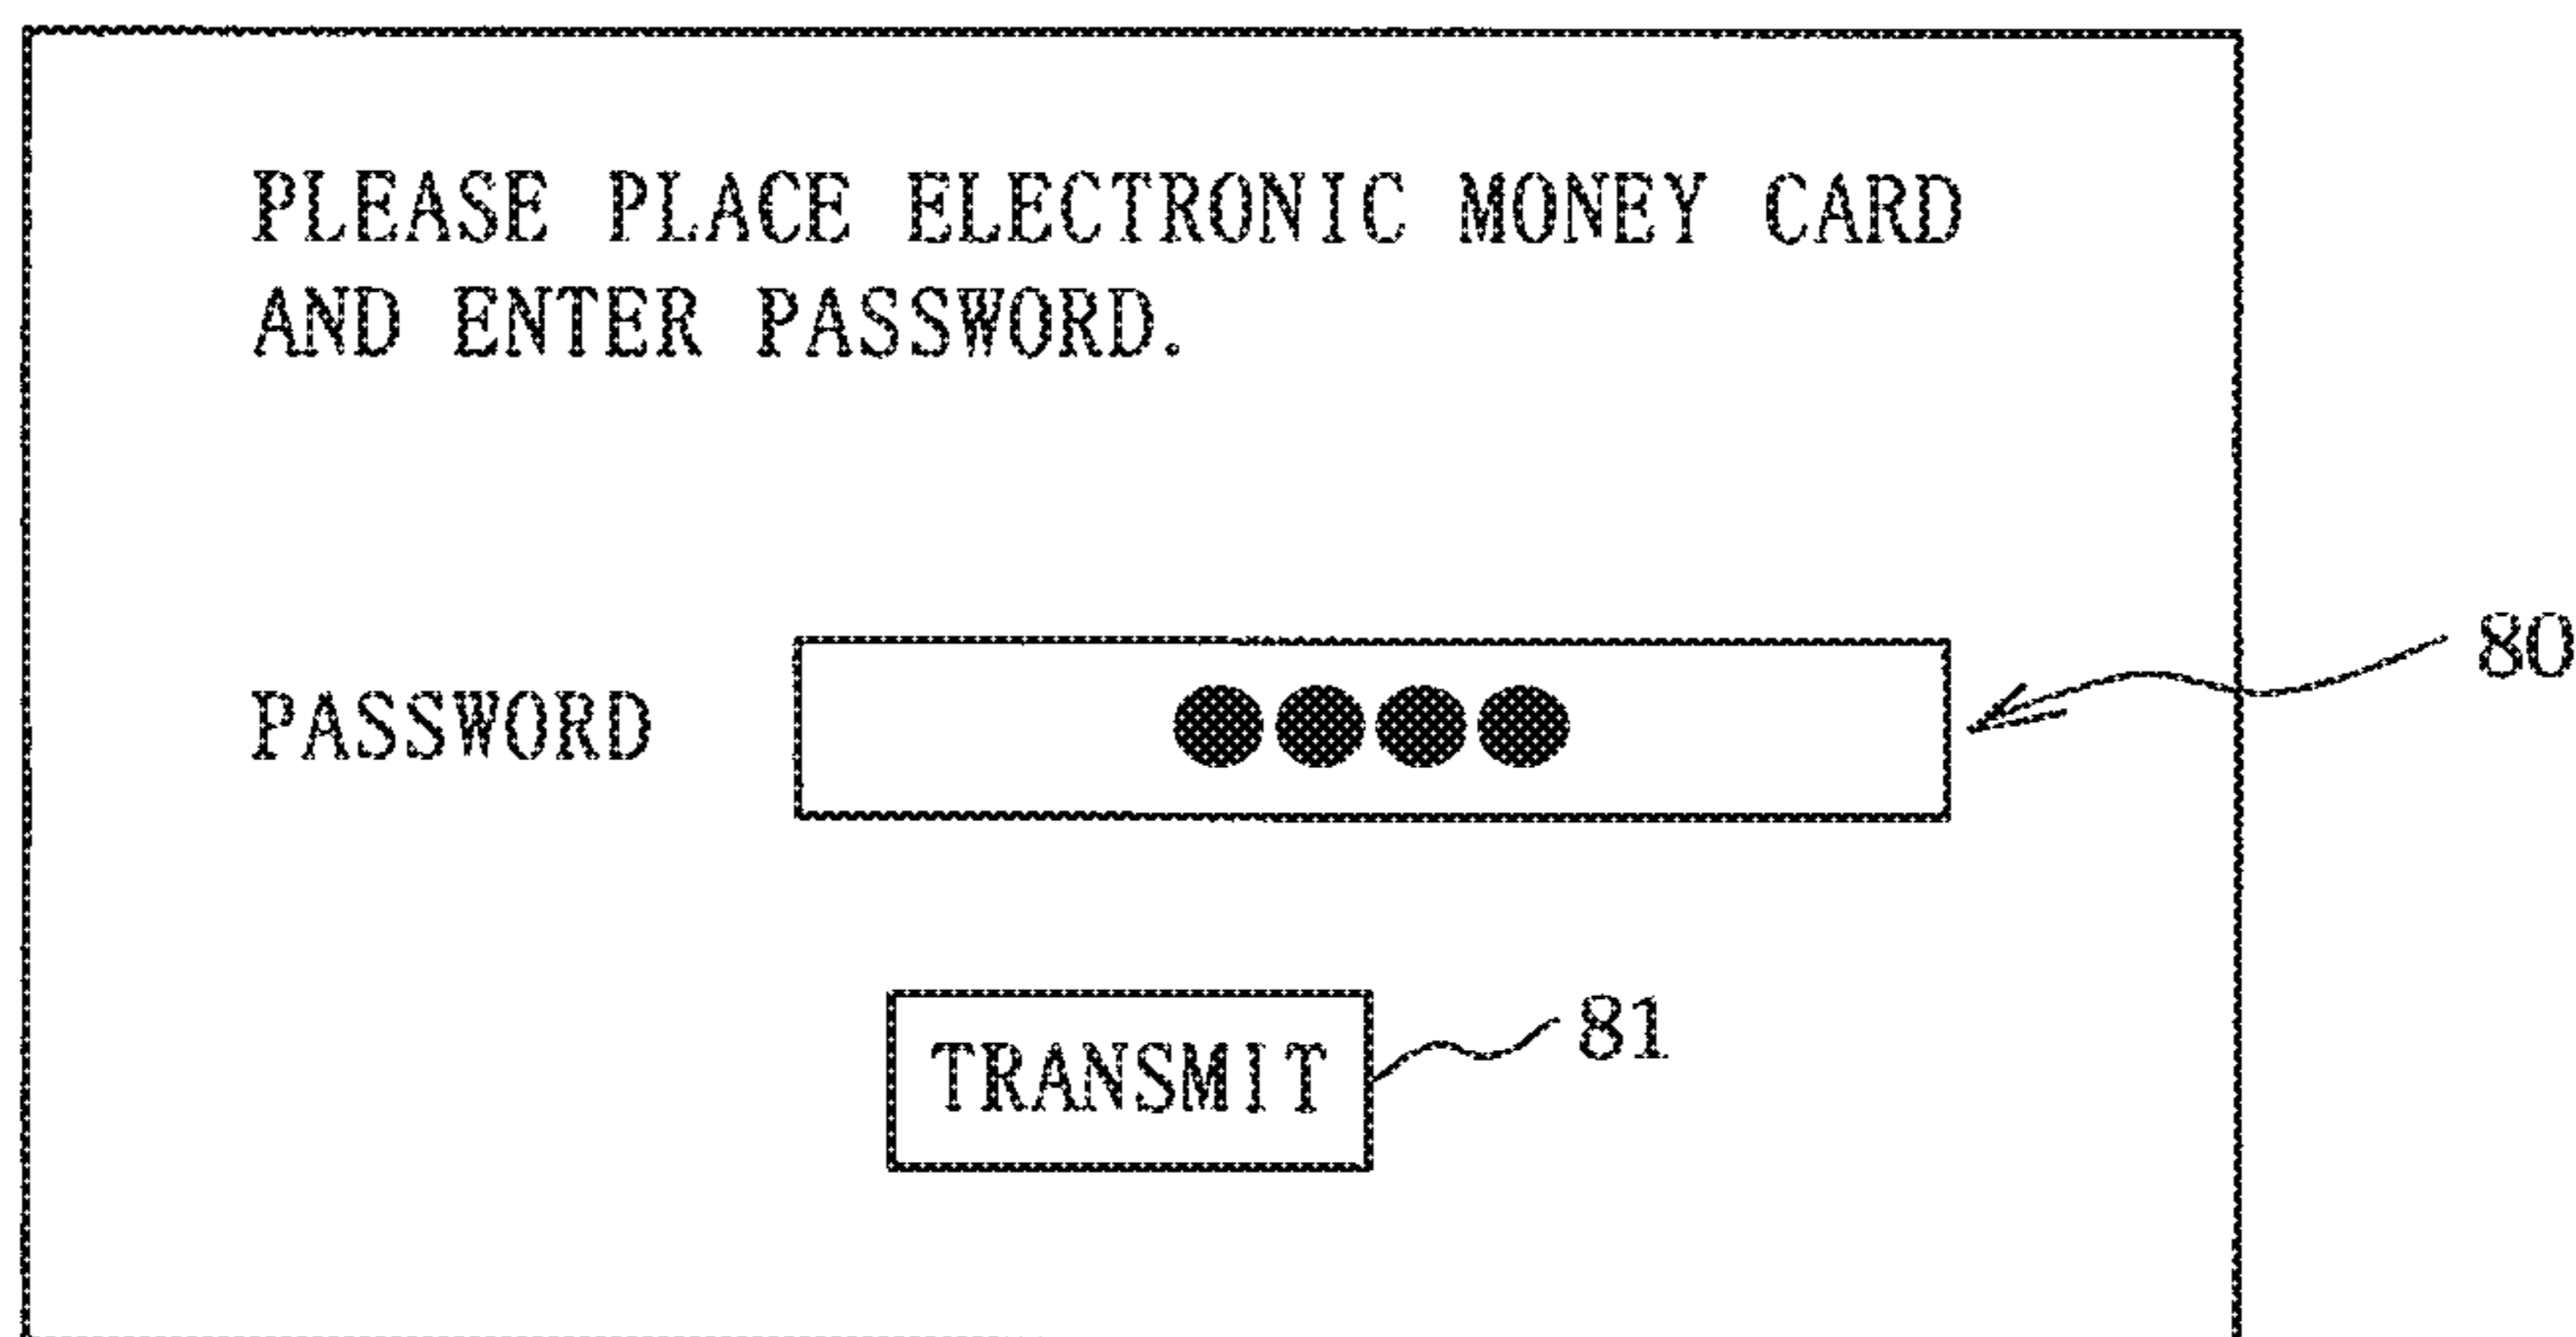 PLEASE PLACE ELECTRONIC MONEY CARD
AND ENTER PASSWORD.
80
PASSWORD ●●●●
81
TRANSMIT